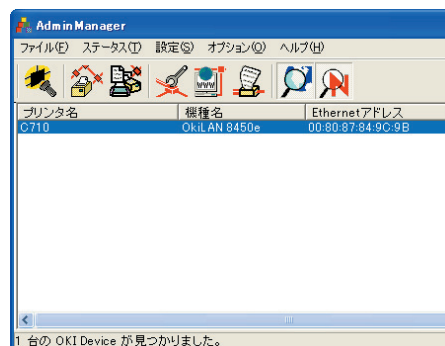 AdminManager
ファイル(F) ステータス(T) 設定(S) オプション(O) ヘルプ(H)
WWW
プリンタ名 機種名 Ethernetアドレス
C710 OkiLAN 8450e 00:80:87:84:9C:9B
1 台の OKI Device が見つかりました。